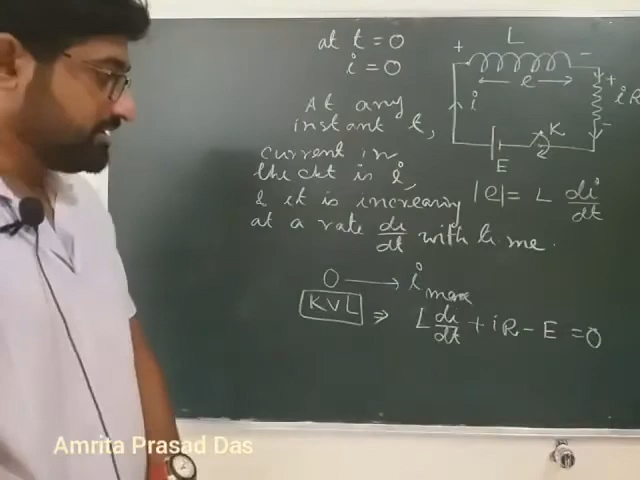 at t = 0
i = 0
At any
instant t,
current in
the ckt is i,
& it is increasing
at a rate di/dt with time.
0 → i max
KVL ⇒ L di/dt + iR - E = 0
+ L -
e
i
+
iR
-
E
K
|e| = L di/dt
Amrita Prasad Das